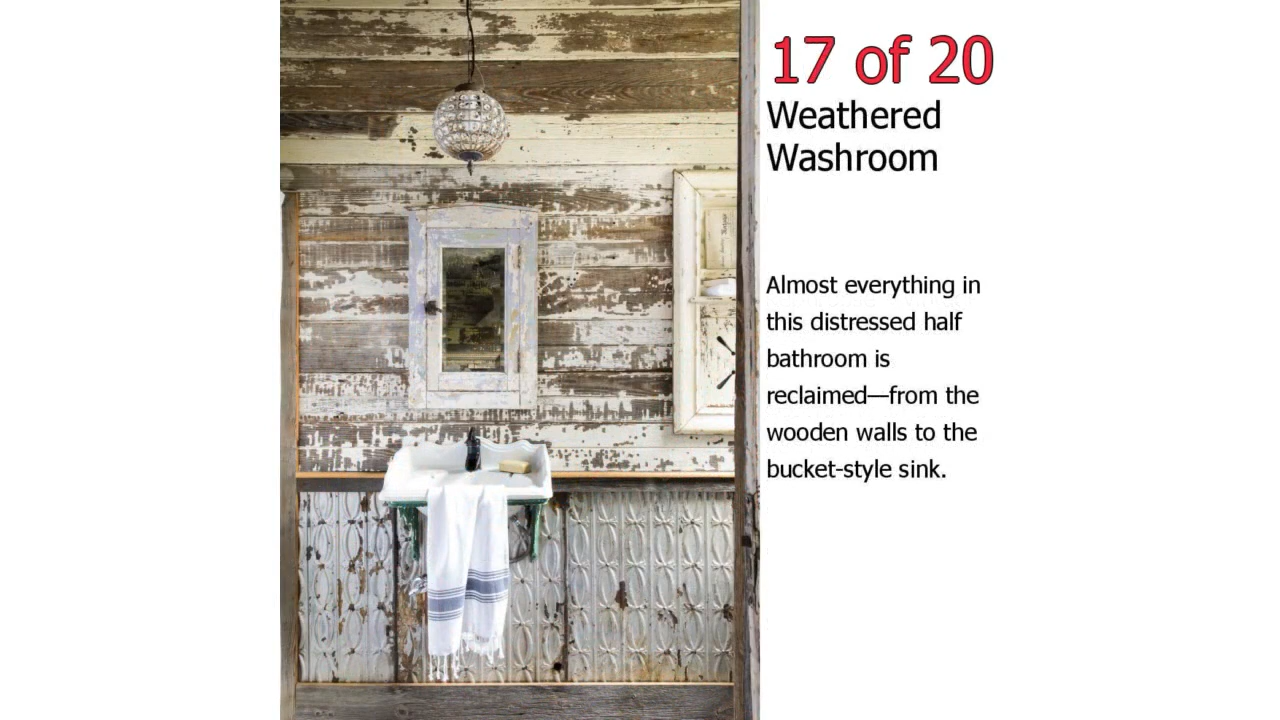 17 of 20
Weathered
Washroom
Almost everything in
this distressed half
bathroom is
reclaimed—from the
wooden walls to the
bucket-style sink.